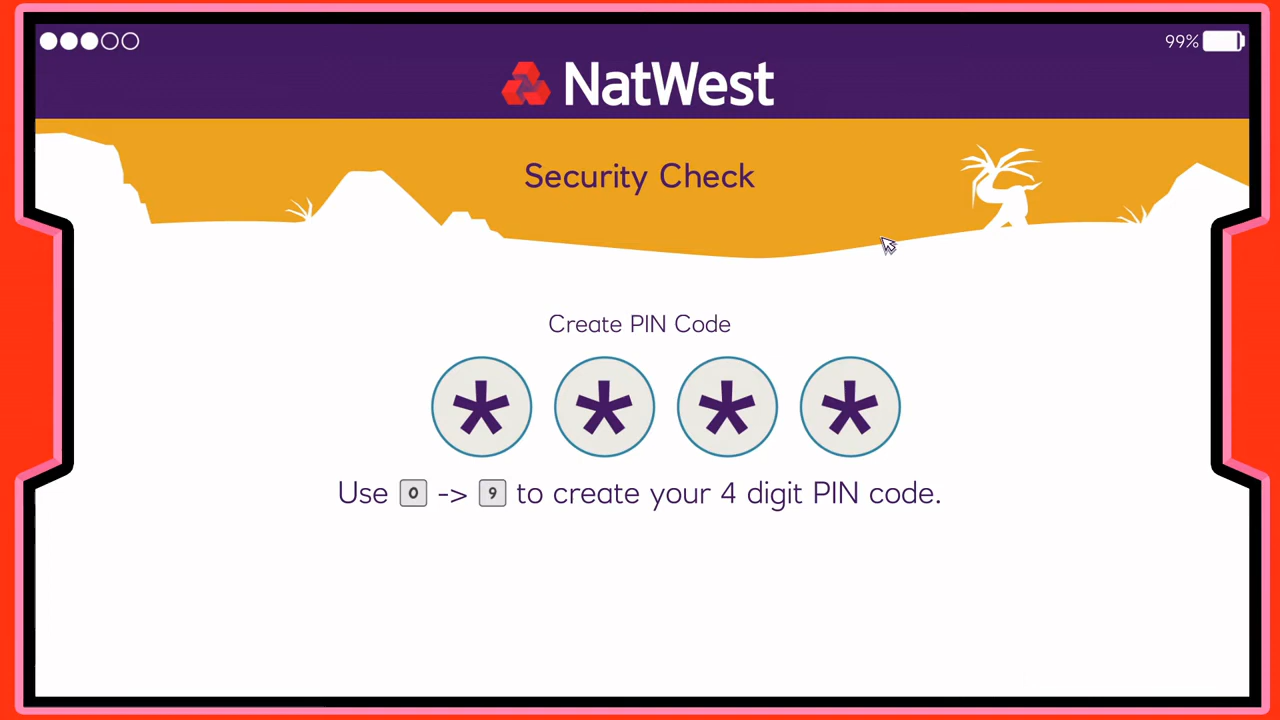 99%
NatWest
Security Check
Create PIN Code
* * * *
Use 0 -> 9 to create your 4 digit PIN code.